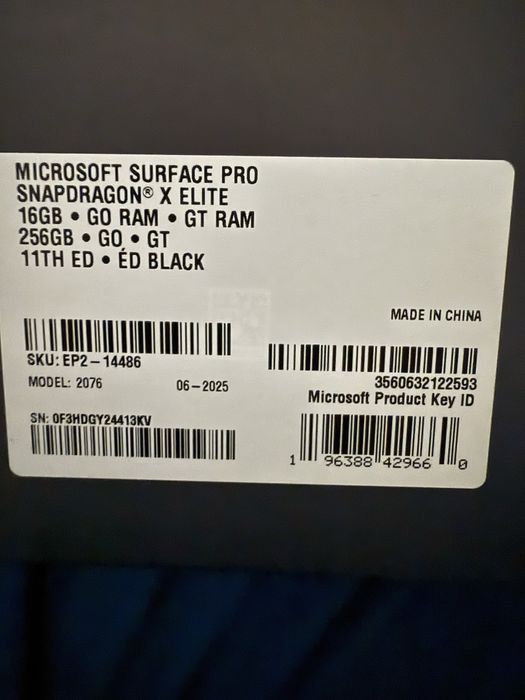 MICROSOFT SURFACE PRO
SNAPDRAGON® X ELITE
16GB • GO RAM • GT RAM
256GB • GO • GT
11TH ED • ÉD BLACK
MADE IN CHINA
SKU: EP2-14486
MODEL: 2076 06-2025
SN: 0F3HDGY24413KV
3560632122593
Microsoft Product Key ID
1 96388 42966 0